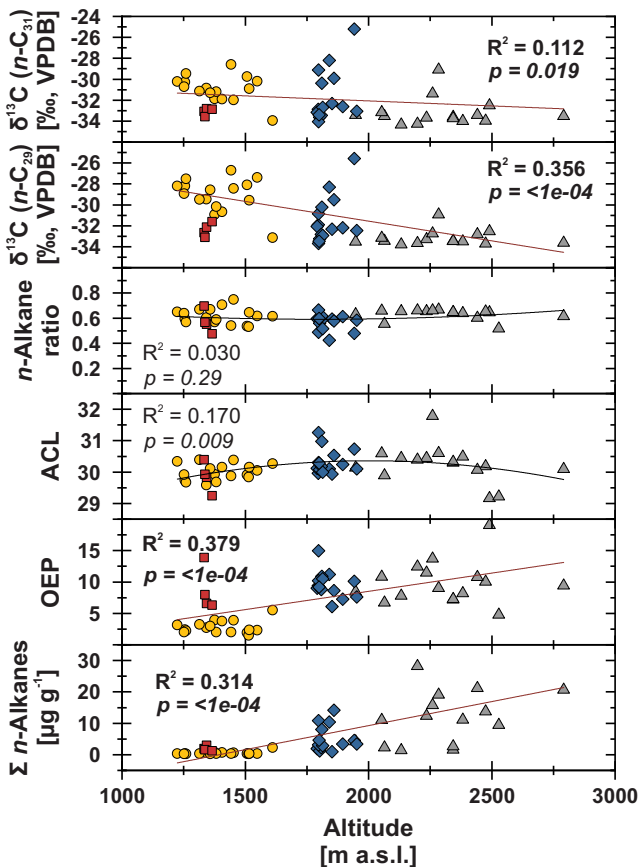 δ¹³C (n-C₃₁)
[‰, VPDB]
-24
-26
-28
-30
-32
-34
R² = 0.112
p = 0.019
δ¹³C (n-C₂₉)
[‰, VPDB]
-26
-28
-30
-32
-34
R² = 0.356
p = <1e-04
n-Alkane
ratio
0.8
0.6
0.4
0.2
R² = 0.030
p = 0.29
ACL
32
31
30
29
R² = 0.170
p = 0.009
OEP
15
10
5
R² = 0.379
p = <1e-04
Σ n-Alkanes
[µg g⁻¹]
30
20
10
0
R² = 0.314
p = <1e-04
1000 1500 2000 2500 3000
Altitude
[m a.s.l.]